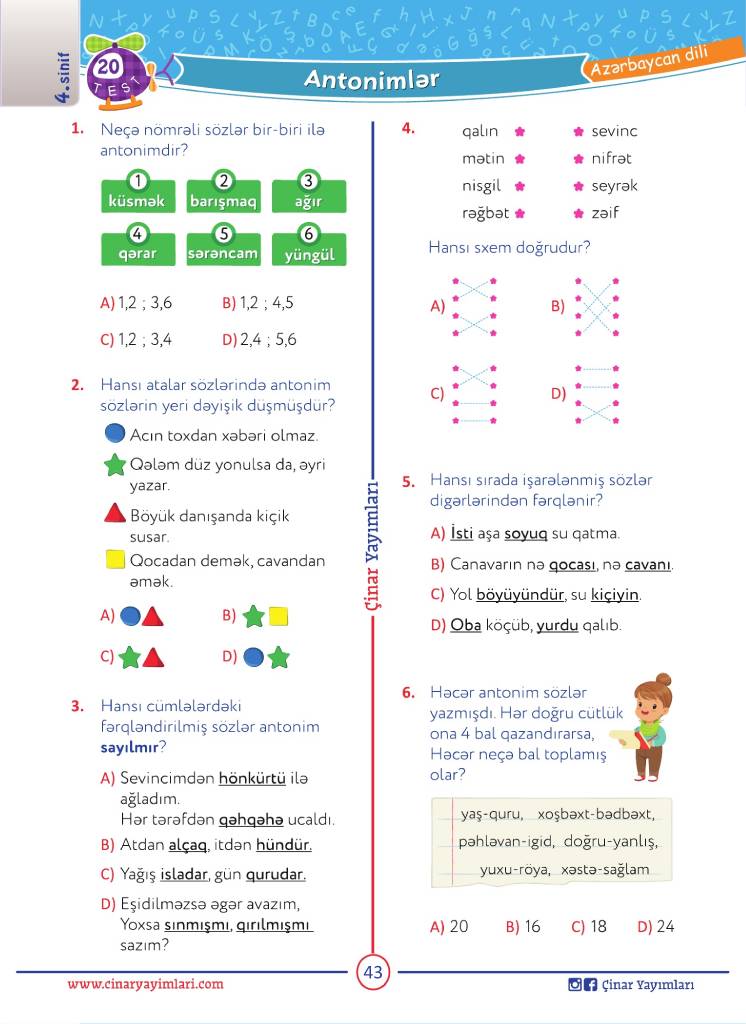 4.sinif
20
TEST
Antonimlər
Azərbaycan dili
1. Neçə nömrəli sözlər bir-biri ilə
antonimdir?
1 2 3
küsmək barışmaq ağır
4 5 6
qərar sərəncam yüngül
A) 1,2 ; 3,6 B) 1,2 ; 4,5
C) 1,2 ; 3,4 D) 2,4 ; 5,6
2. Hansı atalar sözlərində antonim
sözlərin yeri dəyişik düşmüşdür?
Acın toxdan xəbəri olmaz.
Qələm düz yonulsa da, əyri
yazar.
Böyük danışanda kiçik
susar.
Qocadan demək, cavandan
əmək.
A) B)
C) D)
3. Hansı cümlələrdəki
fərqləndirilmiş sözlər antonim
sayılmır?
A) Sevincimdən hönkürtü ilə
ağladım.
Hər tərəfdən qəhqəhə ucaldı.
B) Atdan alçaq, itdən hündür.
C) Yağış isladar, gün qurudar.
D) Eşidilməzsə əgər avazım,
Yoxsa sınmışmı, qırılmışmı
sazım?
Çinar Yayımları
4. qalın sevinc
mətin nifrət
nisgil seyrək
rəğbət zəif
Hansı sxem doğrudur?
A) B)
C) D)
5. Hansı sırada işarələnmiş sözlər
digərlərindən fərqlənir?
A) İsti aşa soyuq su qatma.
B) Canavarın nə qocası, nə cavanı.
C) Yol böyüyündür, su kiçiyin.
D) Oba köçüb, yurdu qalıb.
6. Həcər antonim sözlər
yazmışdı. Hər doğru cütlük
ona 4 bal qazandırarsa,
Həcər neçə bal toplamış
olar?
yaş-quru, xoşbəxt-bədbəxt,
pəhləvan-igid, doğru-yanlış,
yuxu-röya, xəstə-sağlam
A) 20 B) 16 C) 18 D) 24
www.cinaryayimlari.com
43
Çinar Yayımları